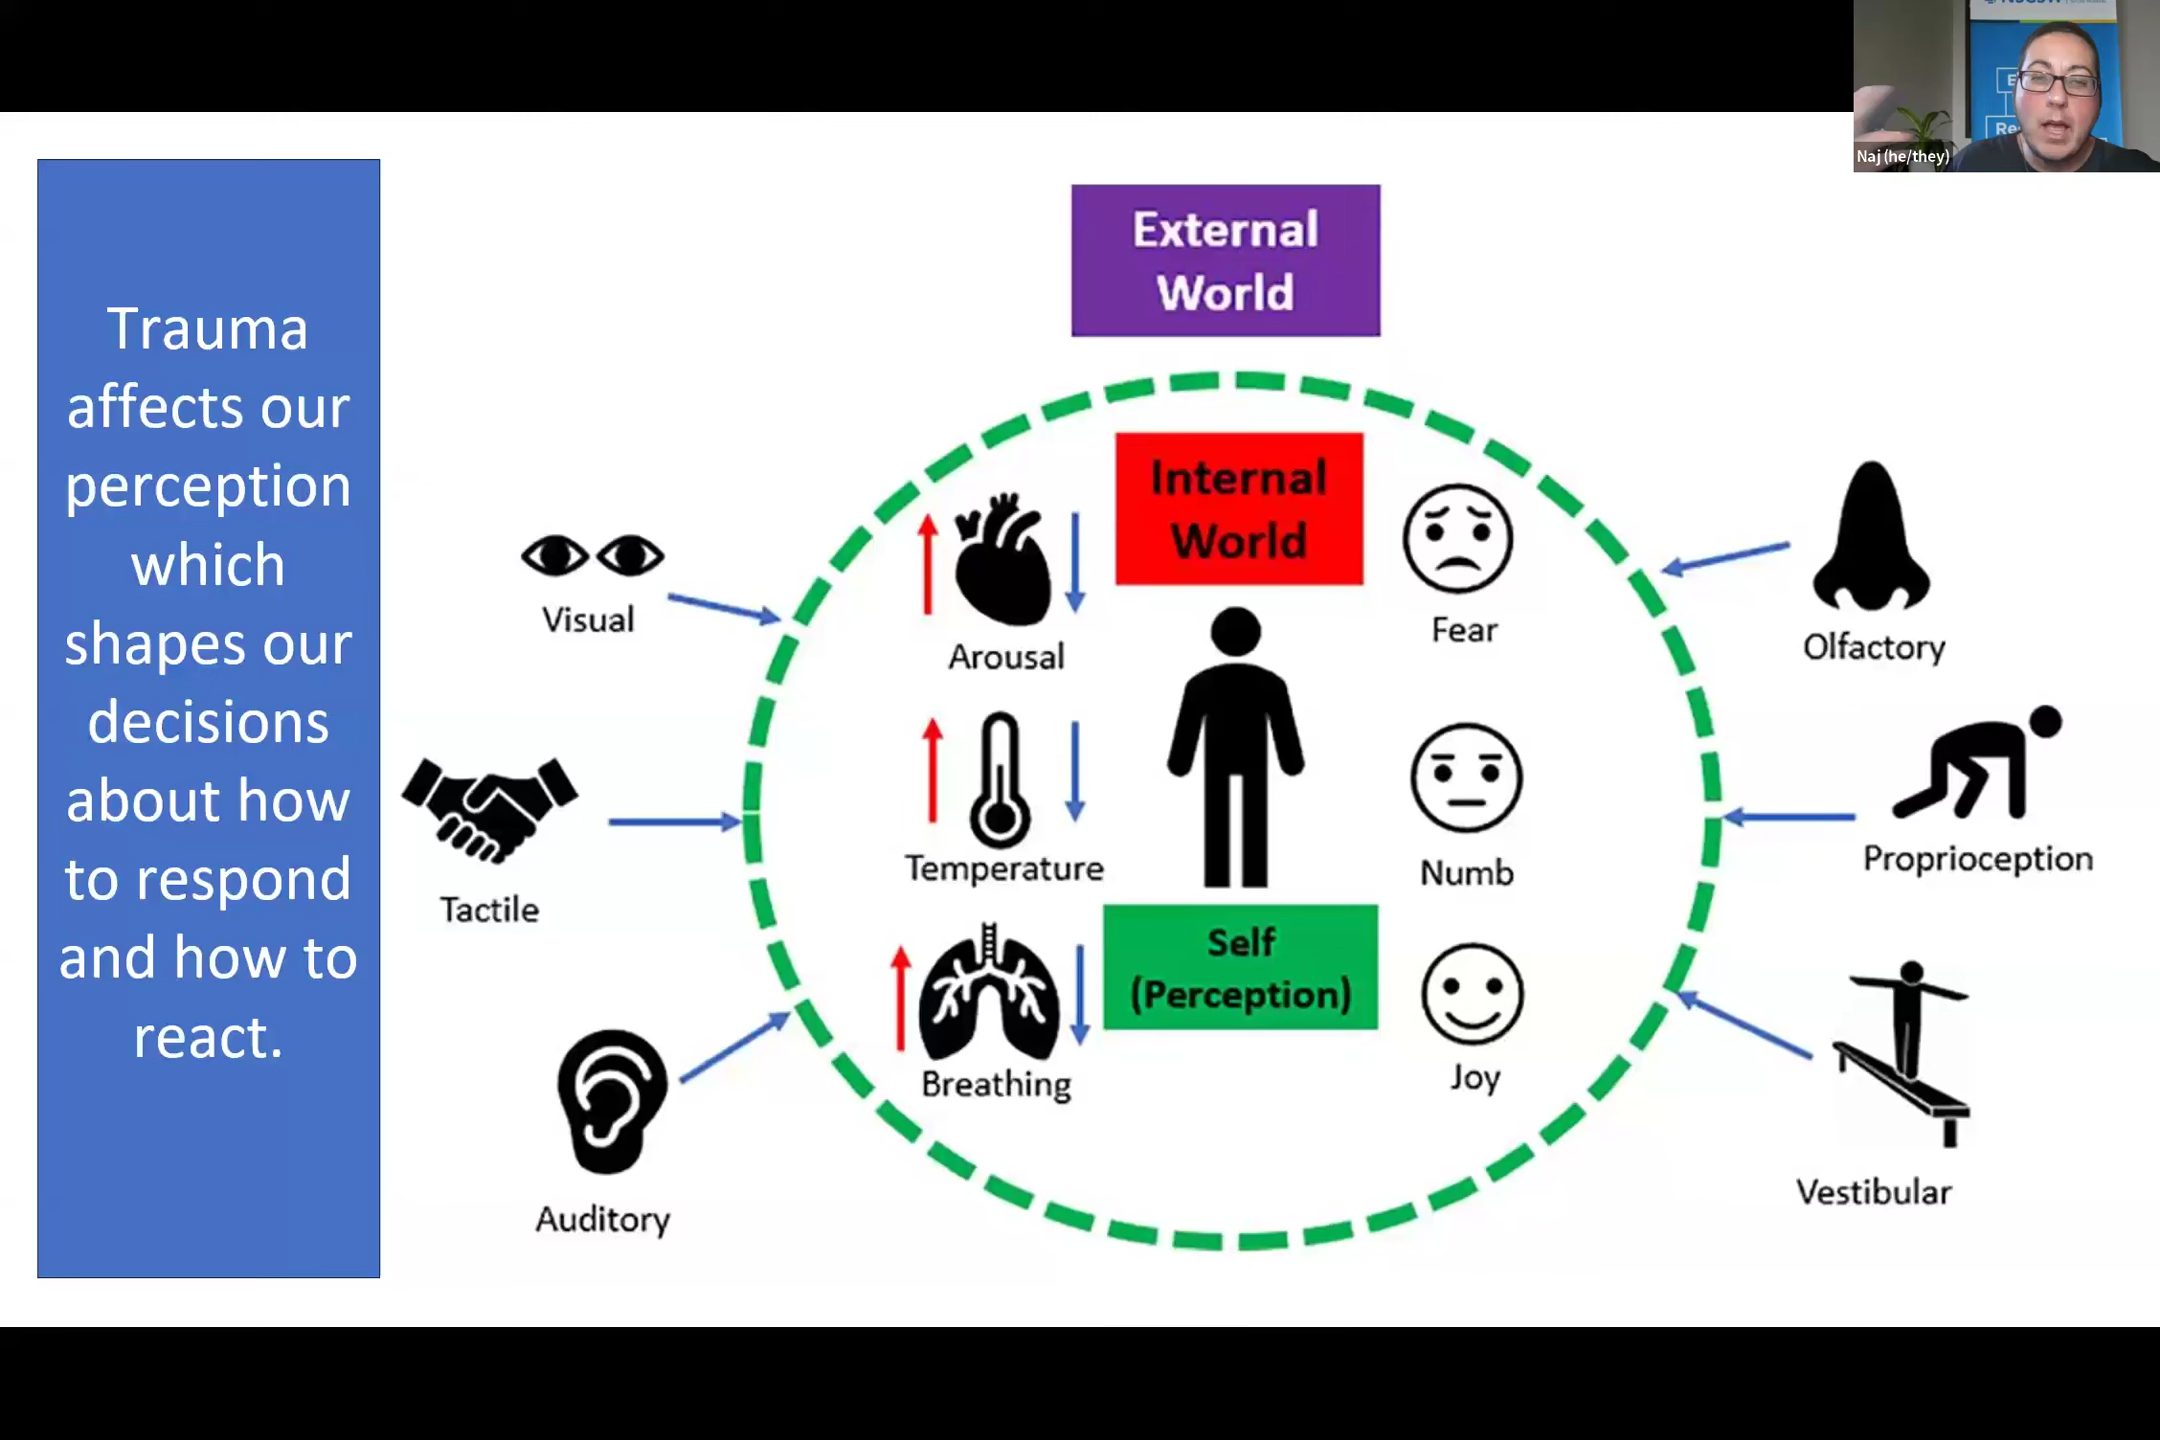 Naj (he/they)
Trauma
affects our
perception
which
shapes our
decisions
about how
to respond
and how to
react.
External
World
Internal
World
Visual
Arousal
Fear
Olfactory
Tactile
Temperature
Numb
Proprioception
Self
(Perception)
Auditory
Breathing
Joy
Vestibular